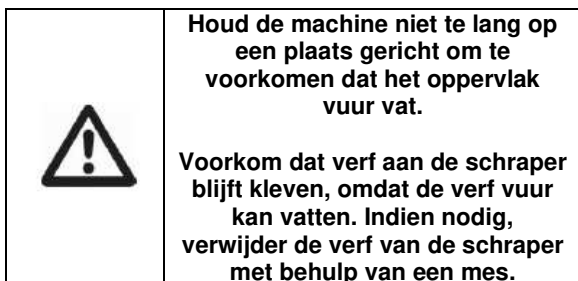 Houd de machine niet te lang op
een plaats gericht om te
voorkomen dat het oppervlak
vuur vat.
Voorkom dat verf aan de schraper
blijft kleven, omdat de verf vuur
kan vatten. Indien nodig,
verwijder de verf van de schraper
met behulp van een mes.